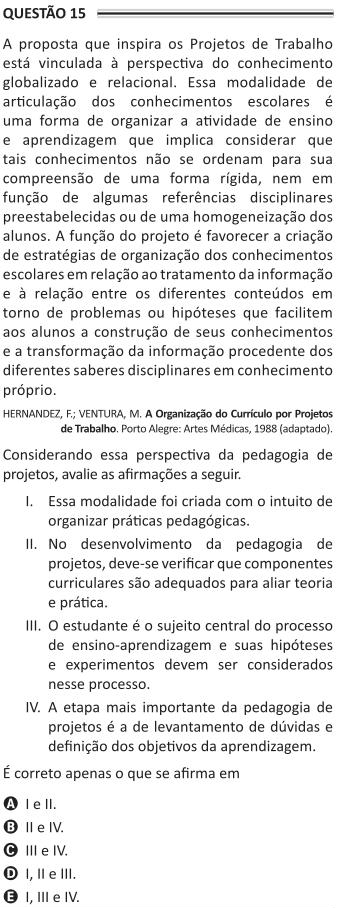 QUESTÃO 15
A proposta que inspira os Projetos de Trabalho
está vinculada à perspectiva do conhecimento
globalizado e relacional. Essa modalidade de
articulação dos conhecimentos escolares é
uma forma de organizar a atividade de ensino
e aprendizagem que implica considerar que
tais conhecimentos não se ordenam para sua
compreensão de uma forma rígida, nem em
função de algumas referências disciplinares
preestabelecidas ou de uma homogeneização dos
alunos. A função do projeto é favorecer a criação
de estratégias de organização dos conhecimentos
escolares em relação ao tratamento da informação
e à relação entre os diferentes conteúdos em
torno de problemas ou hipóteses que facilitem
aos alunos a construção de seus conhecimentos
e a transformação da informação procedente dos
diferentes saberes disciplinares em conhecimento
próprio.
HERNANDEZ, F.; VENTURA, M. A Organização do Currículo por Projetos
de Trabalho. Porto Alegre: Artes Médicas, 1988 (adaptado).
Considerando essa perspectiva da pedagogia de
projetos, avalie as afirmações a seguir.
I. Essa modalidade foi criada com o intuito de
organizar práticas pedagógicas.
II. No desenvolvimento da pedagogia de
projetos, deve-se verificar que componentes
curriculares são adequados para aliar teoria
e prática.
III. O estudante é o sujeito central do processo
de ensino-aprendizagem e suas hipóteses
e experimentos devem ser considerados
nesse processo.
IV. A etapa mais importante da pedagogia de
projetos é a de levantamento de dúvidas e
definição dos objetivos da aprendizagem.
É correto apenas o que se afirma em
A I e II.
B II e IV.
C III e IV.
D I, II e III.
E I, III e IV.